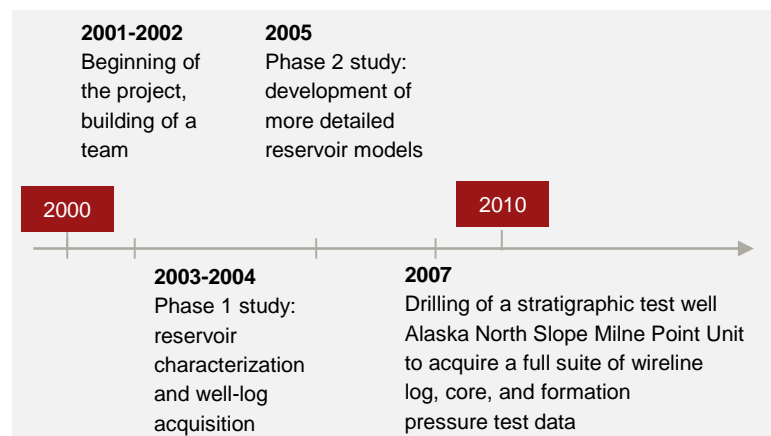 2001-2002
Beginning of
the project,
building of a
team
2005
Phase 2 study:
development of
more detailed
reservoir models
2000
2010
2003-2004
Phase 1 study:
reservoir
characterization
and well-log
acquisition
2007
Drilling of a stratigraphic test well
Alaska North Slope Milne Point Unit
to acquire a full suite of wireline
log, core, and formation
pressure test data